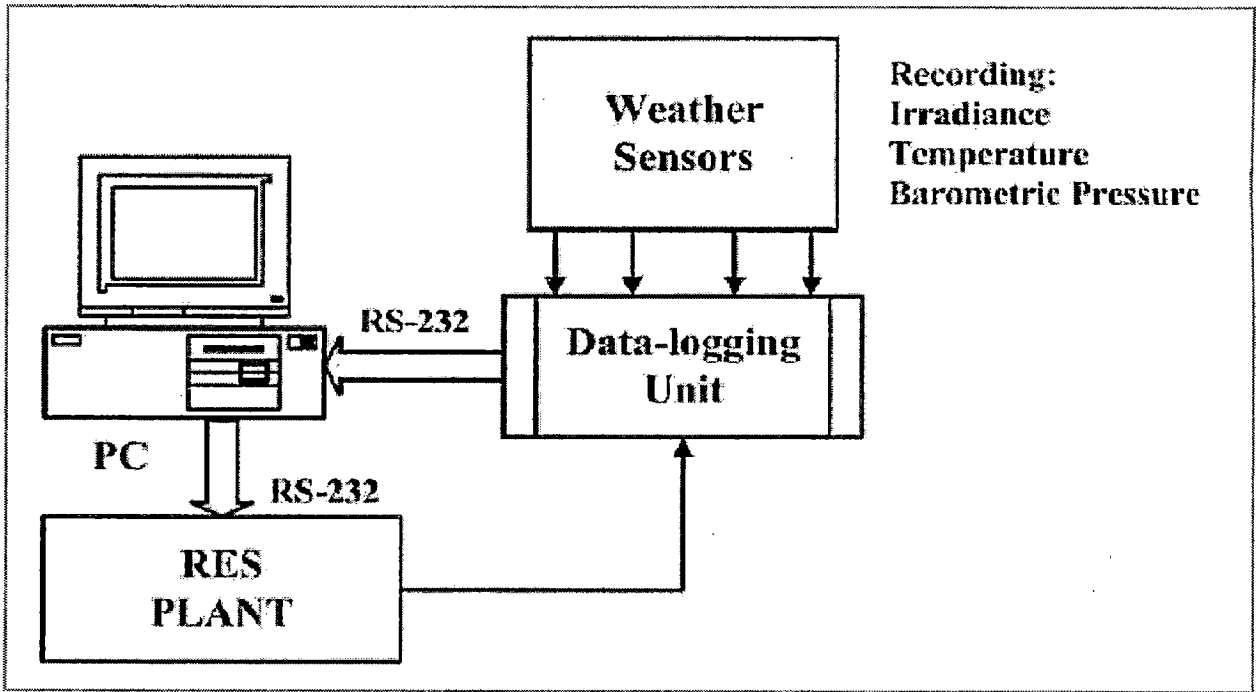 Weather
Sensors
Recording:
Irradiance
Temperature
Barometric Pressure
RS-232
Data-logging
Unit
PC
RS-232
RES
PLANT